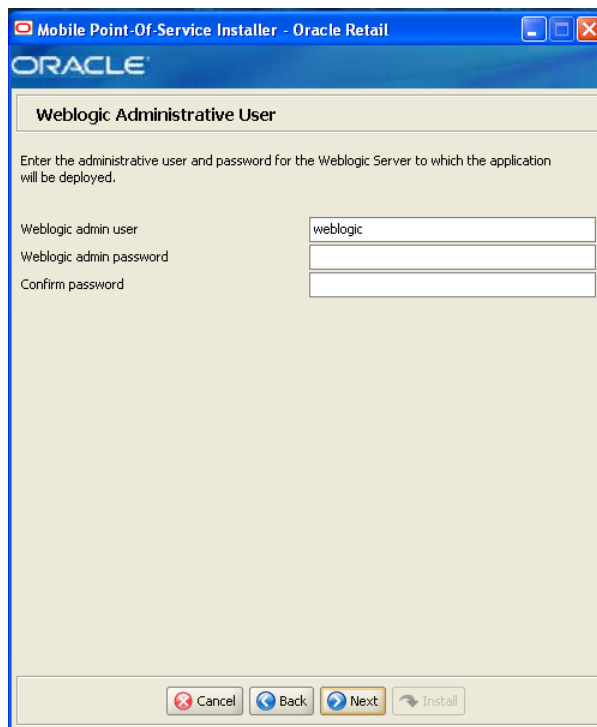 Mobile Point-Of-Service Installer - Oracle Retail
ORACLE
Weblogic Administrative User
Enter the administrative user and password for the Weblogic Server to which the application
will be deployed.
Weblogic admin user weblogic
Weblogic admin password
Confirm password
Cancel Back Next Install